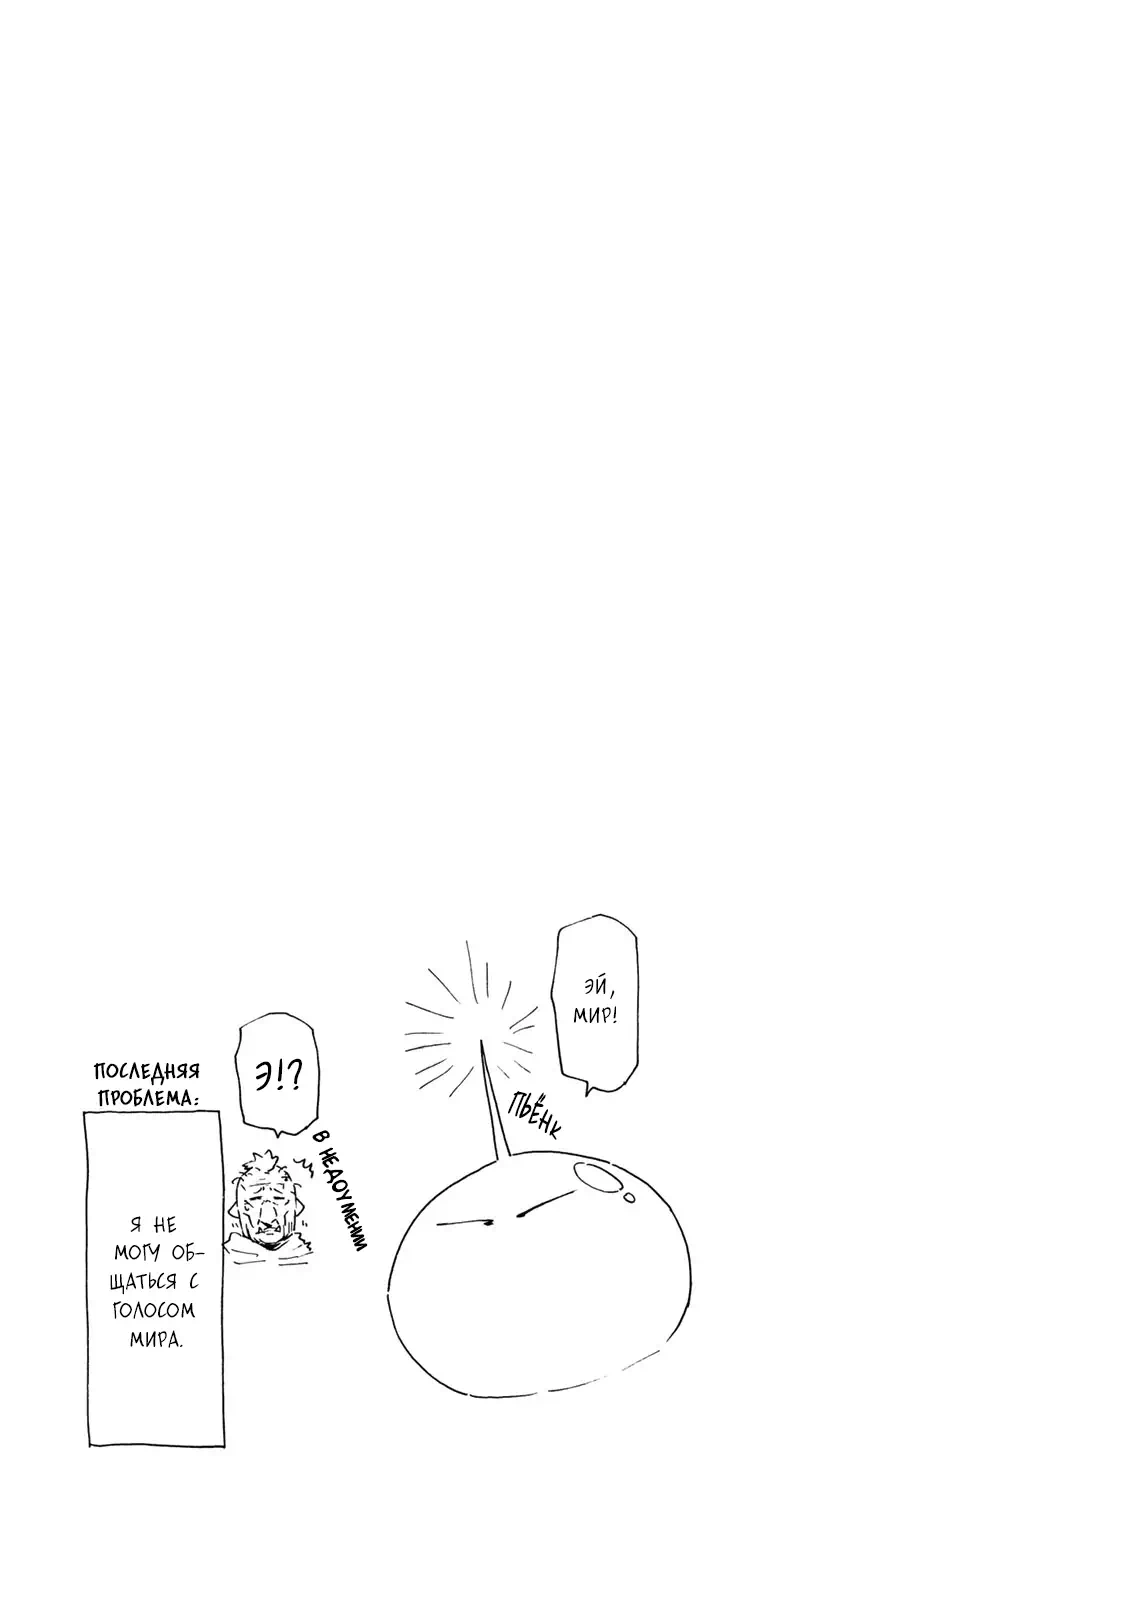 ЭЙ,
МИР!
ПЬЁНК
Э!?
В НЕДОУМЕНИИ
ПОСЛЕДНЯЯ
ПРОБЛЕМА:
Я НЕ
МОГУ ОБ-
ЩАТЬСЯ С
ГОЛОСОМ
МИРА.